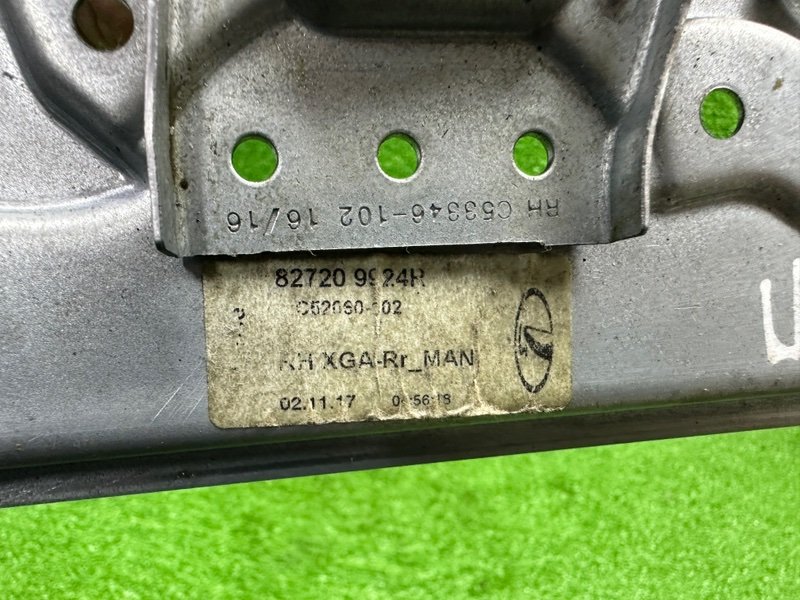 RH C53346-102 16/16
82720 9924R
C52080-102
RH XGA-Rr_MAN
02.11.17